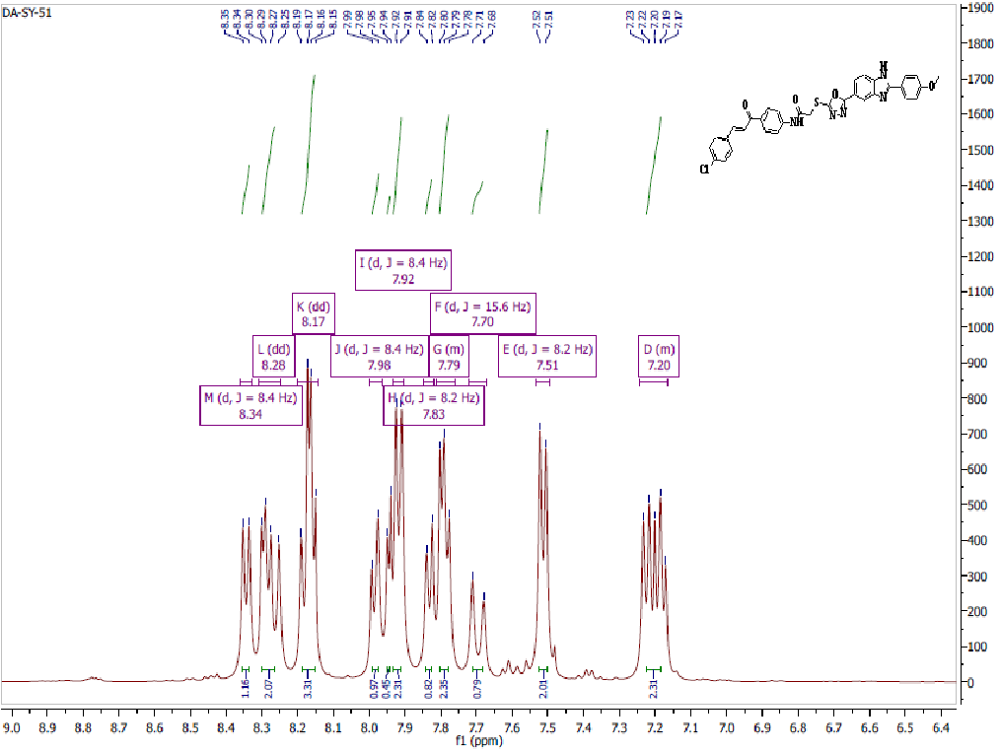 DA-SY-51
8.35
8.34
8.30
8.29
8.27
8.25
8.19
8.17
8.16
8.15
7.99
7.98
7.95
7.94
7.92
7.91
7.84
7.82
7.80
7.79
7.78
7.71
7.68
7.52
7.51
7.23
7.22
7.20
7.19
7.17
O
NH
O
S
O
N
N
H
N
N
O
Cl
I (d, J = 8.4 Hz)
7.92
K (dd)
8.17
F (d, J = 15.6 Hz)
7.70
L (dd)
8.28
J (d, J = 8.4 Hz)
7.98
G (m)
7.79
E (d, J = 8.2 Hz)
7.51
D (m)
7.20
M (d, J = 8.4 Hz)
8.34
H (d, J = 8.2 Hz)
7.83
1900
1800
1700
1600
1500
1400
1300
1200
1100
1000
900
800
700
600
500
400
300
200
100
0
1.16
2.07
3.31
0.97
0.45
2.31
0.82
2.35
0.79
2.01
2.31
9.0 8.9 8.8 8.7 8.6 8.5 8.4 8.3 8.2 8.1 8.0 7.9 7.8 7.7 7.6 7.5 7.4 7.3 7.2 7.1 7.0 6.9 6.8 6.7 6.6 6.5 6.4
f1 (ppm)